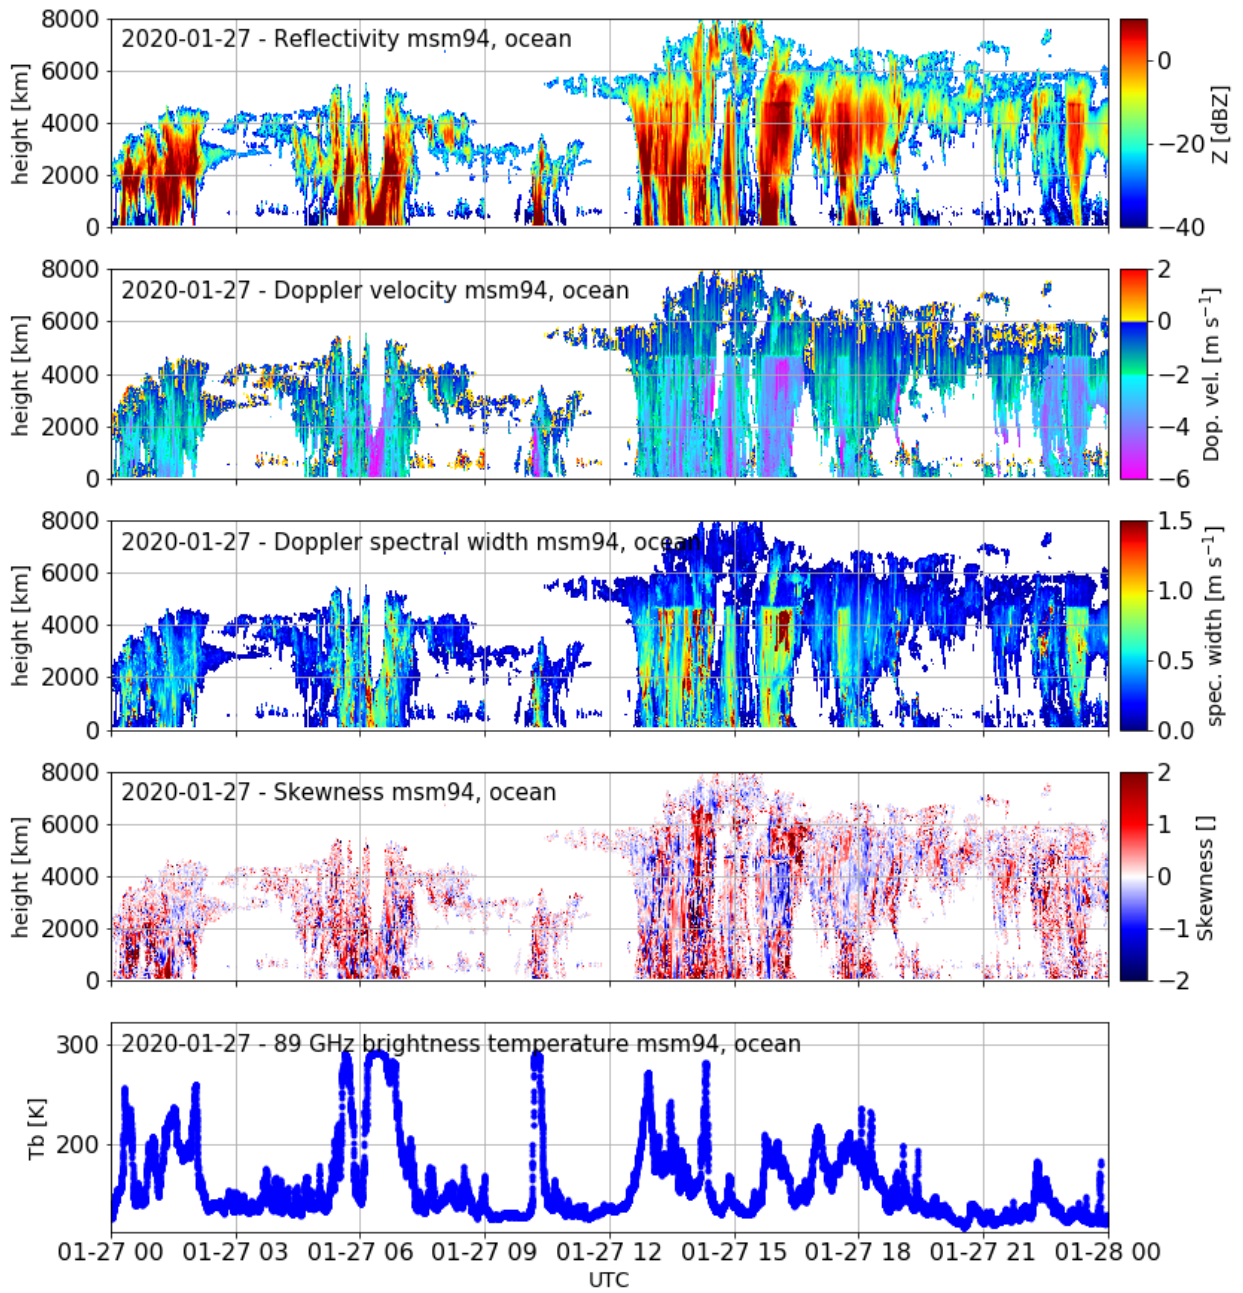 8000
6000
4000
2000
0
height [km]
2020-01-27 - Reflectivity msm94, ocean
0
−20
−40
Z [dBZ]
8000
6000
4000
2000
0
height [km]
2020-01-27 - Doppler velocity msm94, ocean
2
0
−2
−4
−6
Dop. vel. [m s⁻¹]
8000
6000
4000
2000
0
height [km]
2020-01-27 - Doppler spectral width msm94, ocean
1.5
1.0
0.5
0.0
spec. width [m s⁻¹]
8000
6000
4000
2000
0
height [km]
2020-01-27 - Skewness msm94, ocean
2
1
0
−1
−2
Skewness []
300
200
Tb [K]
2020-01-27 - 89 GHz brightness temperature msm94, ocean
01-27 00 01-27 03 01-27 06 01-27 09 01-27 12 01-27 15 01-27 18 01-27 21 01-28 00
UTC